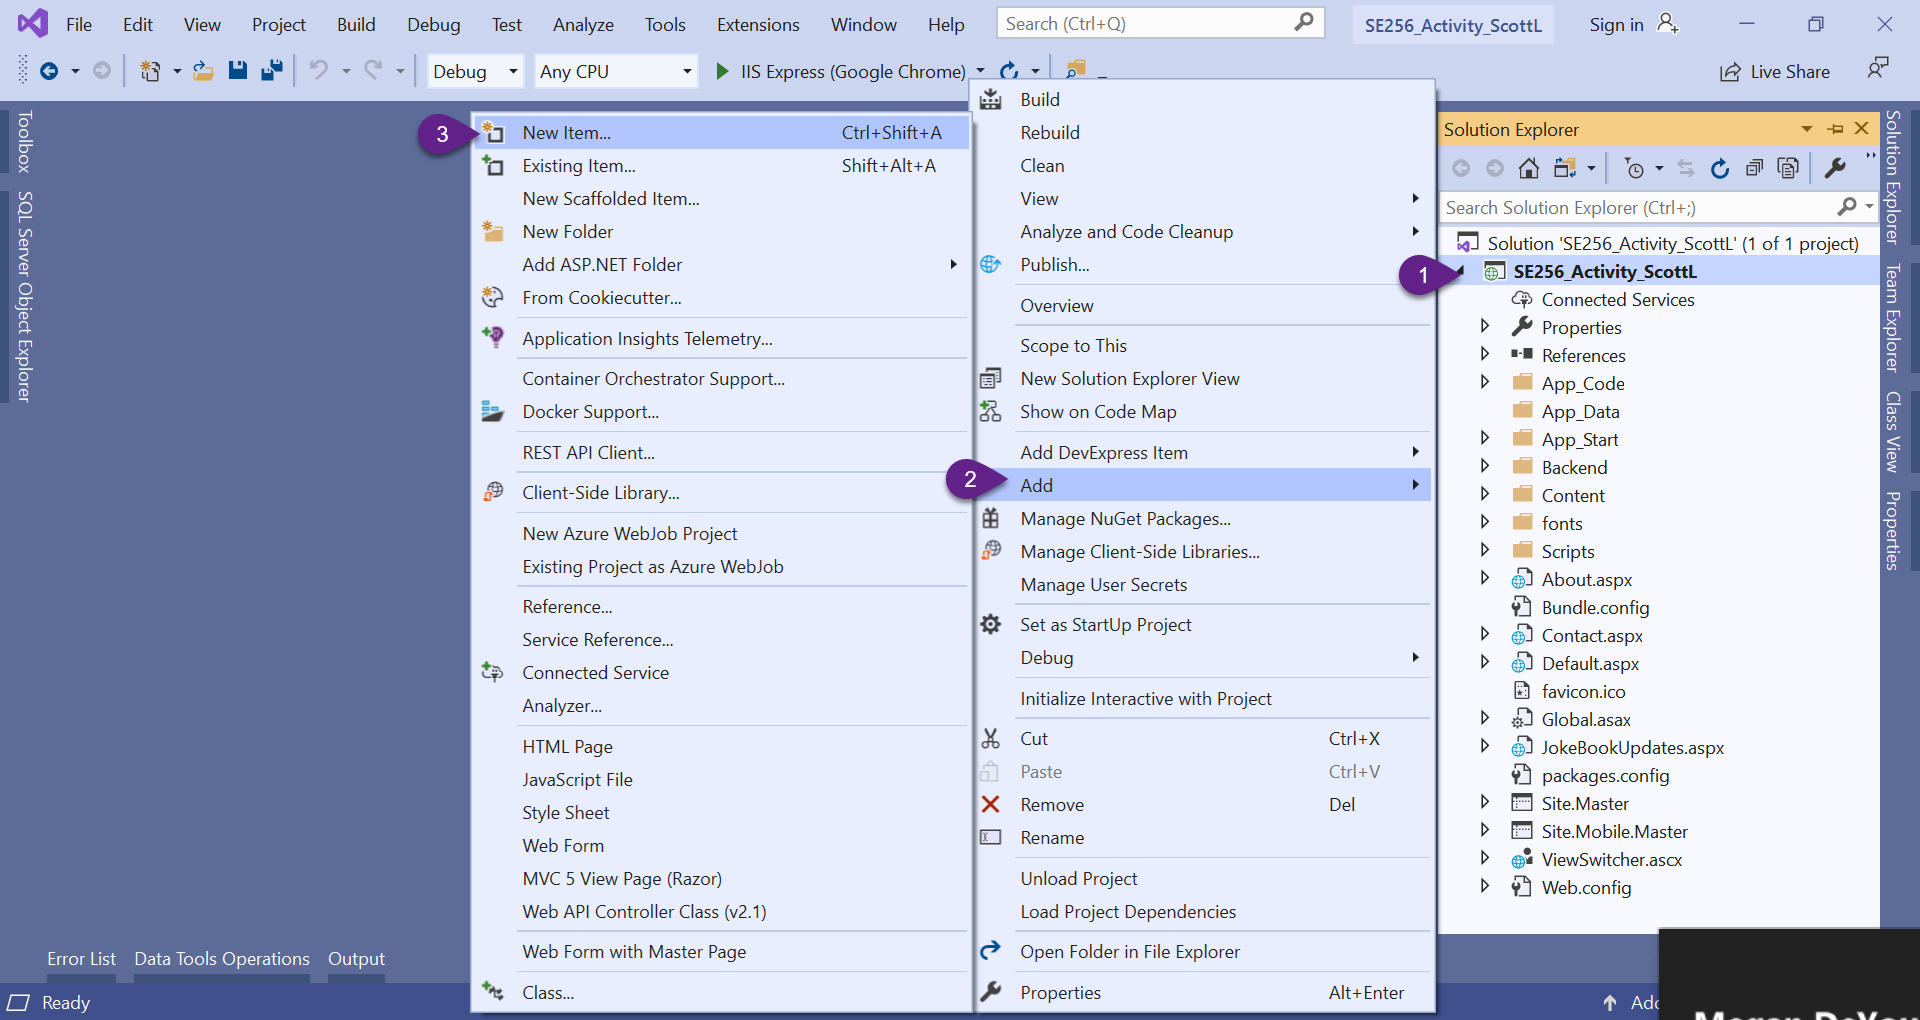 File Edit View Project Build Debug Test Analyze Tools Extensions Window Help Search (Ctrl+Q) SE256_Activity_ScottL Sign in
Debug Any CPU IIS Express (Google Chrome) Live Share
Toolbox
SQL Server Object Explorer
3
New Item... Ctrl+Shift+A
Existing Item... Shift+Alt+A
New Scaffolded Item...
New Folder
Add ASP.NET Folder
From Cookiecutter...
Application Insights Telemetry...
Container Orchestrator Support...
Docker Support...
REST API Client...
Client-Side Library...
New Azure WebJob Project
Existing Project as Azure WebJob
Reference...
Service Reference...
Connected Service
Analyzer...
HTML Page
JavaScript File
Style Sheet
Web Form
MVC 5 View Page (Razor)
Web API Controller Class (v2.1)
Web Form with Master Page
Class...
Build
Rebuild
Clean
View
Analyze and Code Cleanup
Publish...
Overview
Scope to This
New Solution Explorer View
Show on Code Map
Add DevExpress Item
2
Add
Manage NuGet Packages...
Manage Client-Side Libraries...
Manage User Secrets
Set as StartUp Project
Debug
Initialize Interactive with Project
Cut Ctrl+X
Paste Ctrl+V
Remove Del
Rename
Unload Project
Load Project Dependencies
Open Folder in File Explorer
Properties Alt+Enter
Solution Explorer
Search Solution Explorer (Ctrl+;)
Solution 'SE256_Activity_ScottL' (1 of 1 project)
1
SE256_Activity_ScottL
Connected Services
Properties
References
App_Code
App_Data
App_Start
Backend
Content
fonts
Scripts
About.aspx
Bundle.config
Contact.aspx
Default.aspx
favicon.ico
Global.asax
JokeBookUpdates.aspx
packages.config
Site.Master
Site.Mobile.Master
ViewSwitcher.ascx
Web.config
Solution Explorer
Team Explorer
Class View
Properties
Error List Data Tools Operations Output
Ready